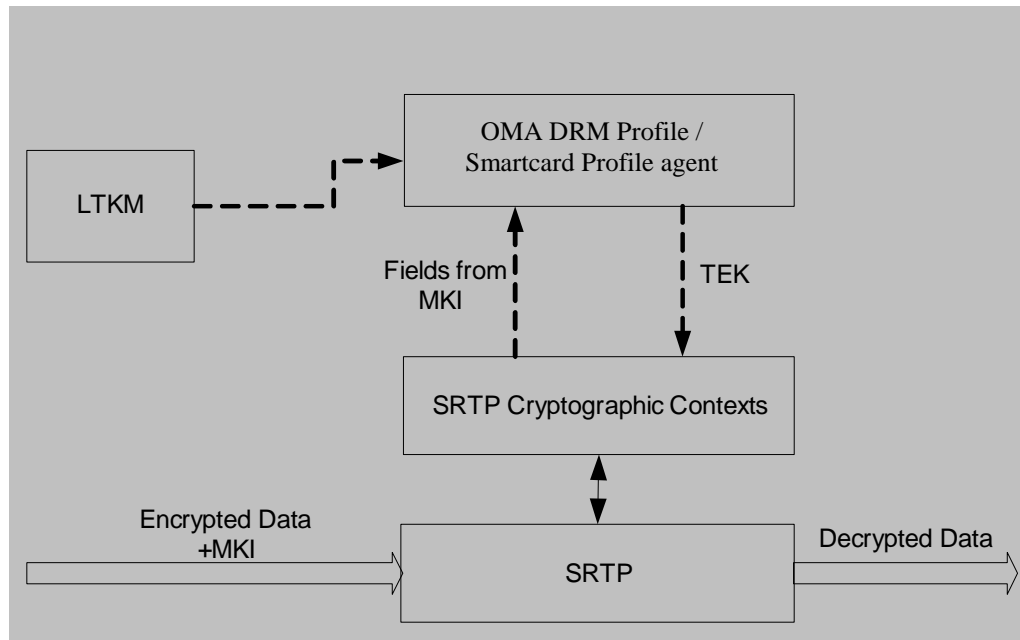 OMA DRM Profile /
Smartcard Profile agent
LTKM
Fields from
MKI
TEK
SRTP Cryptographic Contexts
Encrypted Data
+MKI
SRTP
Decrypted Data